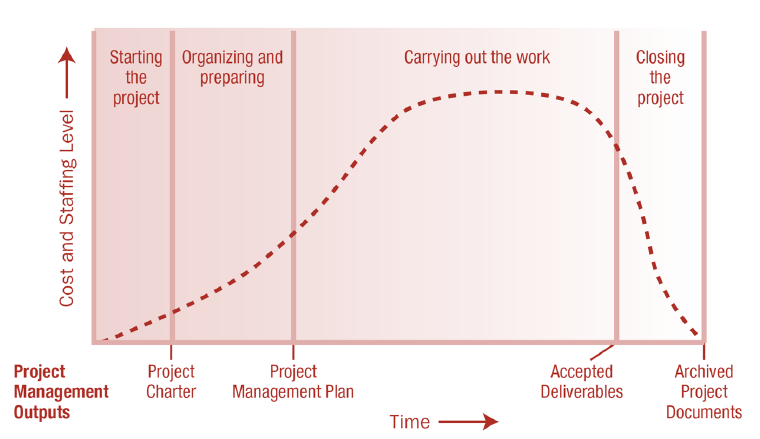 Starting
the
project
Organizing and
preparing
Carrying out the work
Closing
the
project
Cost and Staffing Level
Project
Management
Outputs
Project
Charter
Project
Management Plan
Accepted
Deliverables
Archived
Project
Documents
Time